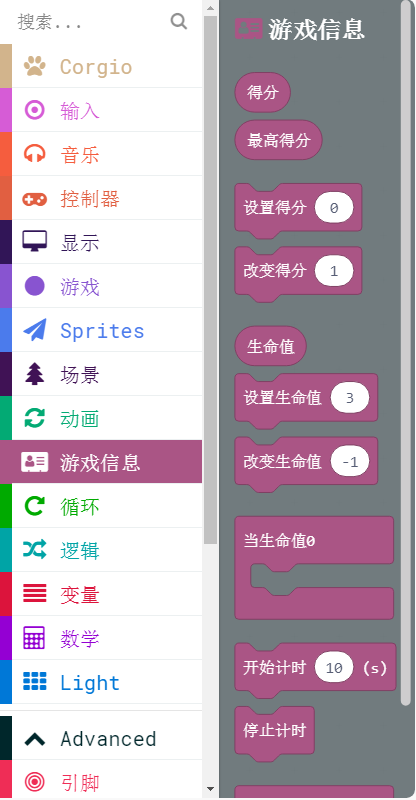 搜索...
Corgio
输入
音乐
控制器
显示
游戏
Sprites
场景
动画
游戏信息
循环
逻辑
变量
数学
Light
Advanced
引脚
游戏信息
得分
最高得分
设置得分 0
改变得分 1
生命值
设置生命值 3
改变生命值 -1
当生命值0
开始计时 10 (s)
停止计时